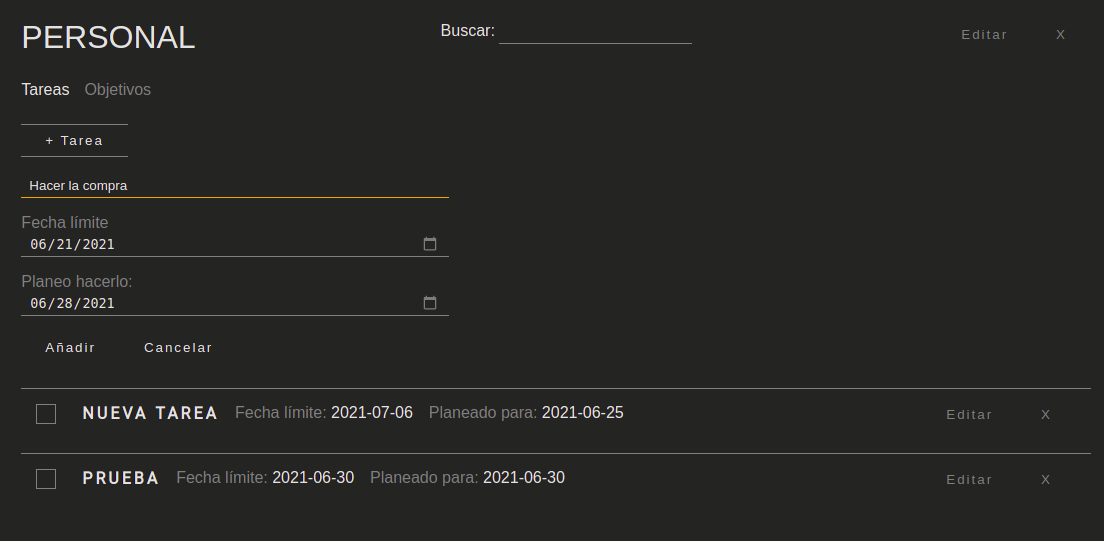 PERSONAL Buscar: Editar X
Tareas Objetivos
+ Tarea
Hacer la compra
Fecha límite
06/21/2021
Planeo hacerlo:
06/28/2021
Añadir Cancelar
NUEVA TAREA Fecha límite: 2021-07-06 Planeado para: 2021-06-25 Editar X
PRUEBA Fecha límite: 2021-06-30 Planeado para: 2021-06-30 Editar X